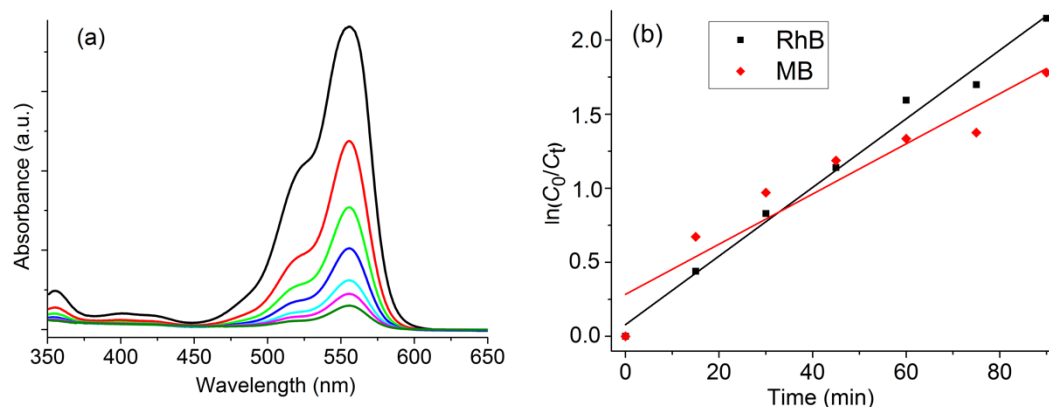 (a)
Absorbance (a.u.)
350 400 450 500 550 600 650
Wavelength (nm)
(b)
RhB
MB
ln(C₀/Cₜ)
2.0
1.5
1.0
0.5
0.0
0 20 40 60 80
Time (min)